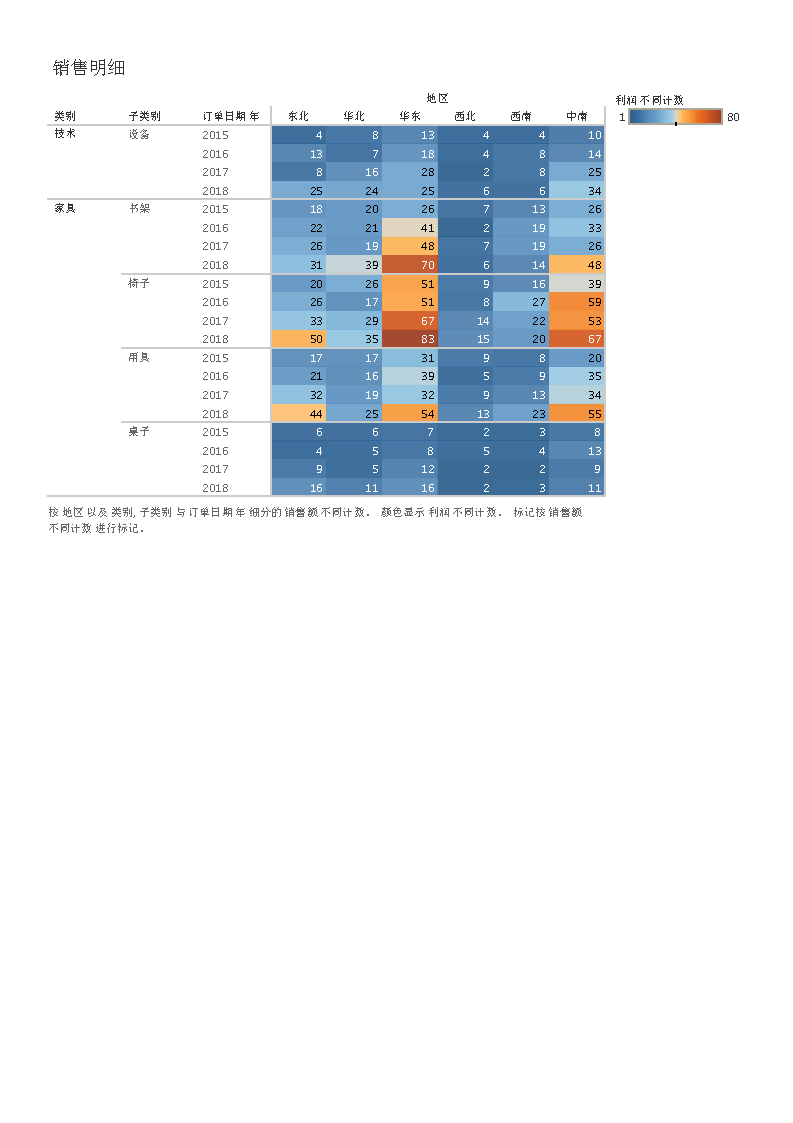 销售明细
地区
利润 不同计数
类别 子类别 订单日期 年 东北 华北 华东 西北 西南 中南
1 80
技术 设备 2015 4 8 13 4 4 10
2016 13 7 18 4 8 14
2017 8 16 28 2 8 25
2018 25 24 25 6 6 34
家具 书架 2015 18 20 26 7 13 26
2016 22 21 41 2 19 33
2017 26 19 48 7 19 26
2018 31 39 70 6 14 48
椅子 2015 20 26 51 9 16 39
2016 26 17 51 8 27 59
2017 33 29 67 14 22 53
2018 50 35 83 15 20 67
用具 2015 17 17 31 9 8 20
2016 21 16 39 5 9 35
2017 32 19 32 9 13 34
2018 44 25 54 13 23 55
桌子 2015 6 6 7 2 3 8
2016 4 5 8 5 4 13
2017 9 5 12 2 2 9
2018 16 11 16 2 3 11
按 地区 以及 类别, 子类别 与 订单日期 年 细分的 销售额 不同计数。 颜色显示 利润 不同计数。 标记按 销售额
不同计数 进行标记。